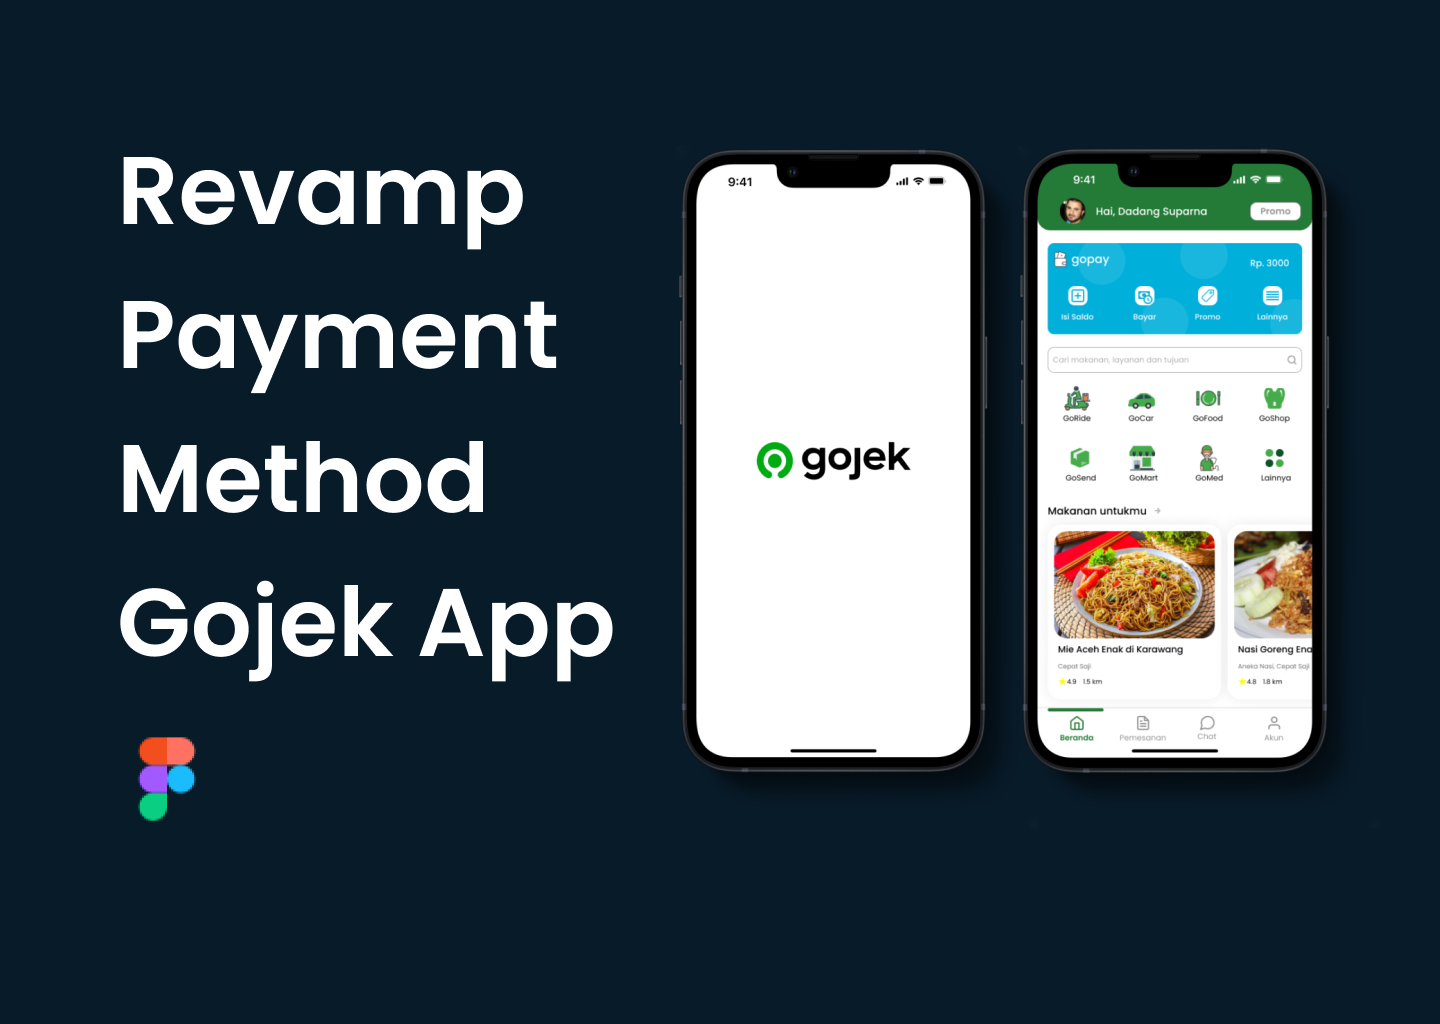 Revamp
Payment
Method
Gojek App
9:41
gojek
9:41
Hai, Dadang Suparna
Promo
gopay
Rp. 3000
Isi Saldo
Bayar
Promo
Lainnya
Cari makanan, layanan dan tujuan
GoRide
GoCar
GoFood
GoShop
GoSend
GoMart
GoMed
Lainnya
Makanan untukmu
Mie Aceh Enak di Karawang
Cepat Saji
4.9 1.5 km
Nasi Goreng Ena
Aneka Nasi, Cepat Saji
4.8 1.8 km
Beranda
Pemesanan
Chat
Akun